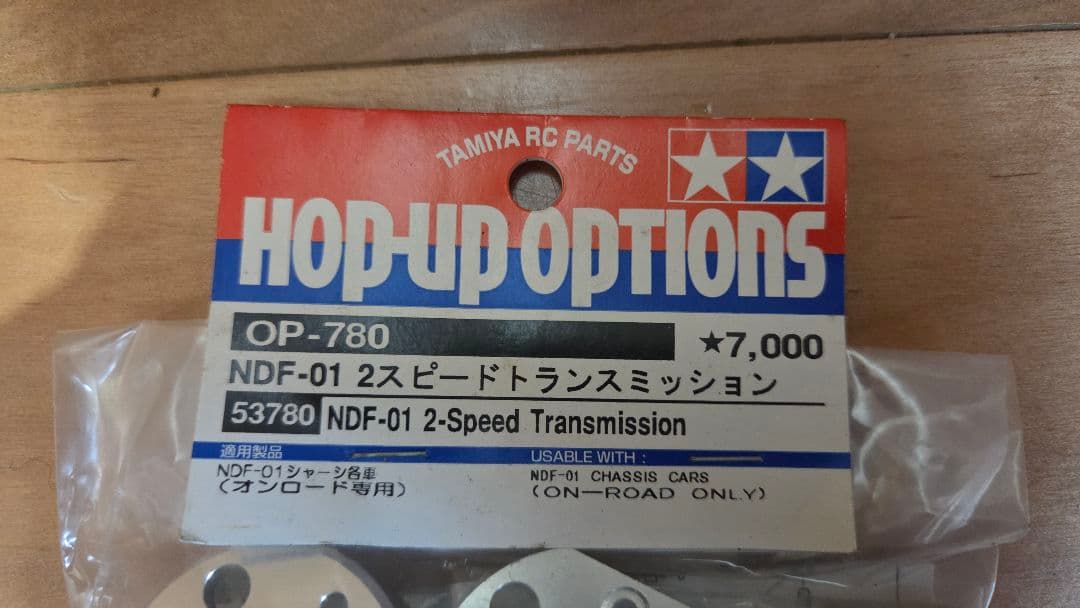 TAMIYA RC PARTS
HOP-UP OPTIONS
OP-780
★7,000
NDF-01 2スピードトランスミッション
53780 NDF-01 2-Speed Transmission
適用製品
NDF-01シャーシ各車
(オンロード専用)
USABLE WITH :
NDF-01 CHASSIS CARS
(ON-ROAD ONLY)